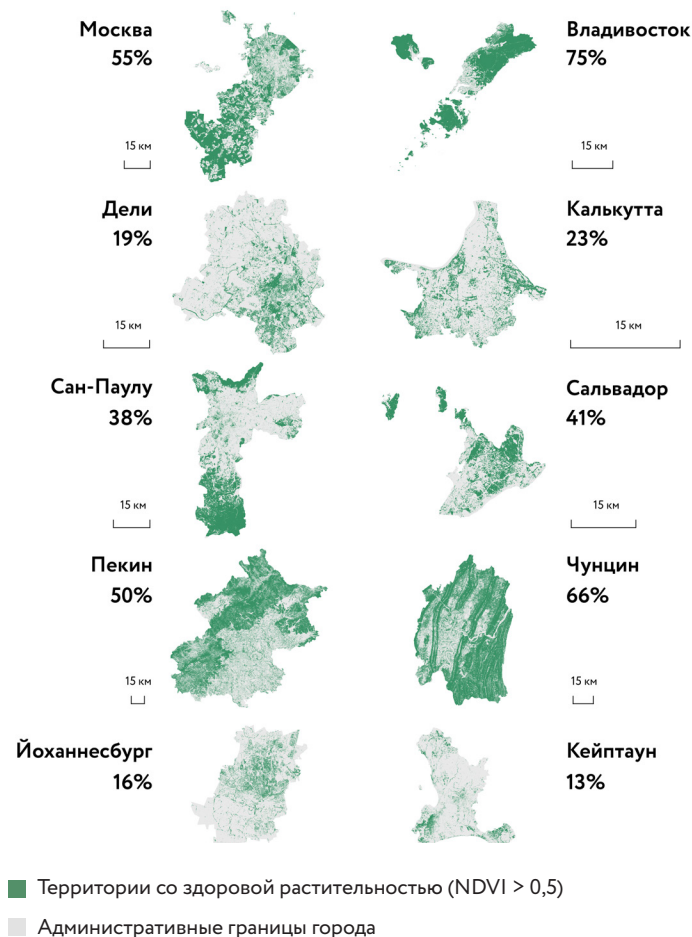 Москва
55%
15 км
Владивосток
75%
15 км
Дели
19%
15 км
Калькутта
23%
15 км
Сан-Паулу
38%
15 км
Сальвадор
41%
15 км
Пекин
50%
15 км
Чунцин
66%
15 км
Йоханнесбург
16%
Кейптаун
13%
Территории со здоровой растительностью (NDVI > 0,5)
Административные границы города